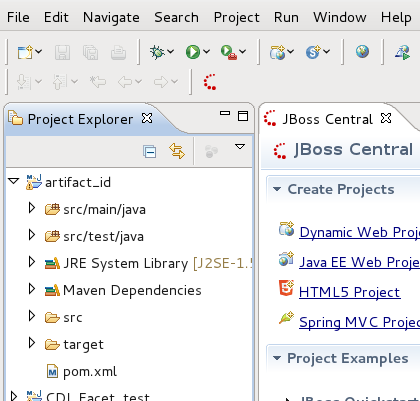 File Edit Navigate Search Project Run Window Help
Project Explorer
JBoss Central
JBoss Central
artifact_id
src/main/java
src/test/java
JRE System Library [J2SE-1.5
Maven Dependencies
src
target
pom.xml
CDI_Facet_test
Create Projects
Dynamic Web Proj
Java EE Web Proje
HTML5 Project
Spring MVC Projec
Project Examples
JBoss Quickstart